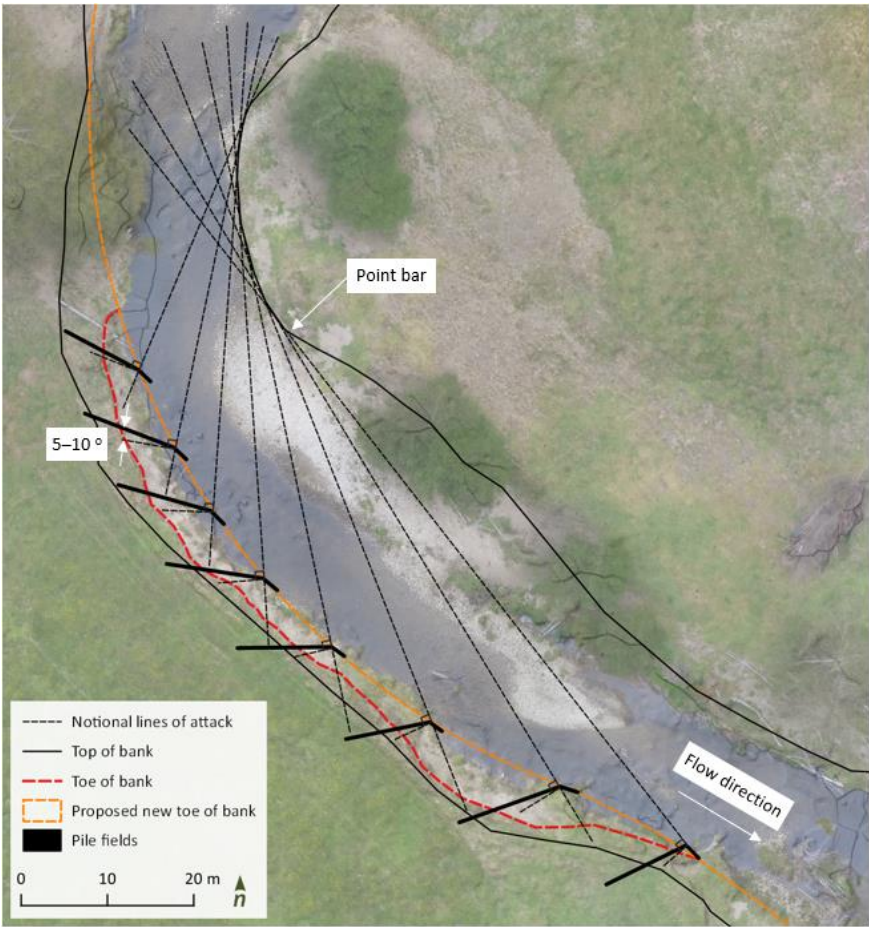 Point bar
5–10 °
Flow direction
Notional lines of attack
Top of bank
Toe of bank
Proposed new toe of bank
Pile fields
0 10 20 m
n